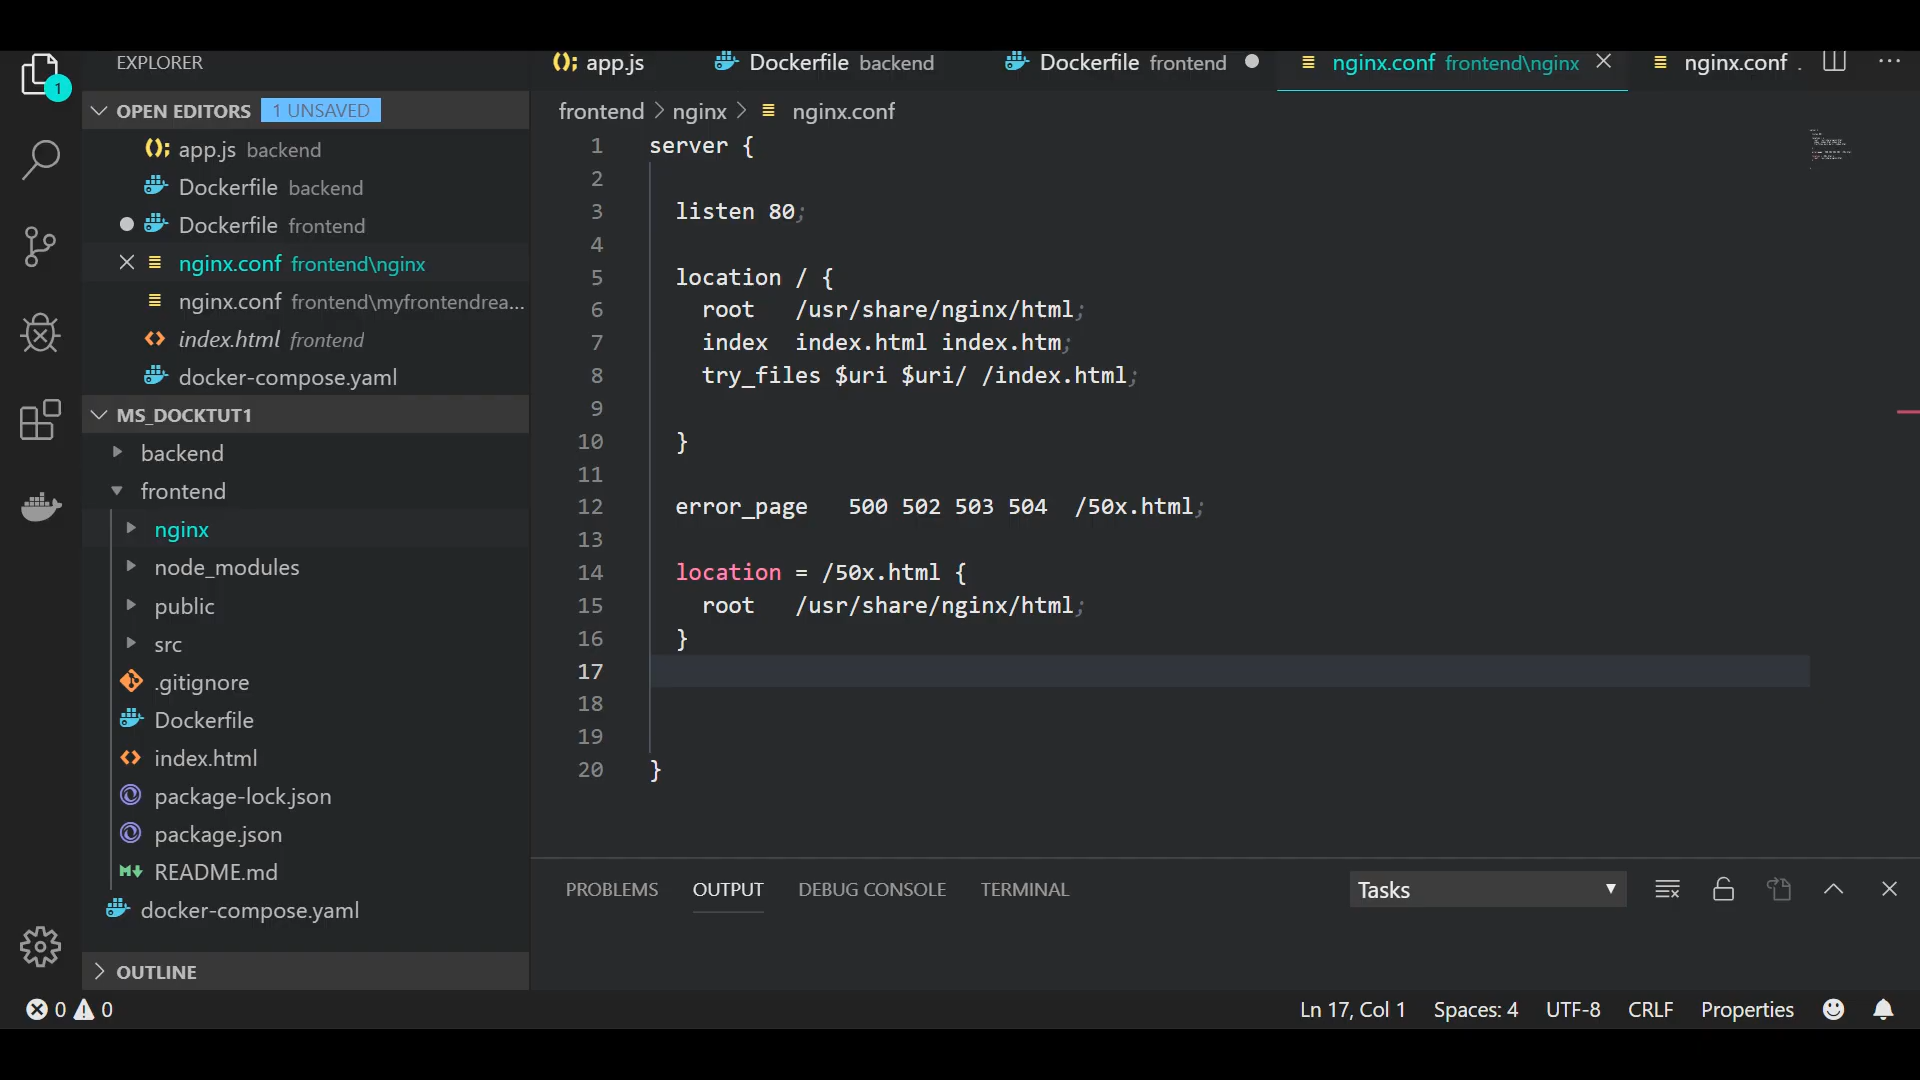 EXPLORER
1
OPEN EDITORS 1 UNSAVED
app.js backend
Dockerfile backend
Dockerfile frontend
nginx.conf frontend\nginx
nginx.conf frontend\myfrontendrea...
index.html frontend
docker-compose.yaml
MS_DOCKTUT1
backend
frontend
nginx
node_modules
public
src
.gitignore
Dockerfile
index.html
package-lock.json
package.json
README.md
docker-compose.yaml
OUTLINE
app.js Dockerfile backend Dockerfile frontend nginx.conf frontend\nginx nginx.conf .
frontend > nginx > nginx.conf
1 server {
2
3 listen 80;
4
5 location / {
6 root /usr/share/nginx/html;
7 index index.html index.htm;
8 try_files $uri $uri/ /index.html;
9
10 }
11
12 error_page 500 502 503 504 /50x.html;
13
14 location = /50x.html {
15 root /usr/share/nginx/html;
16 }
17
18
19
20 }
PROBLEMS OUTPUT DEBUG CONSOLE TERMINAL Tasks
0 0 Ln 17, Col 1 Spaces: 4 UTF-8 CRLF Properties